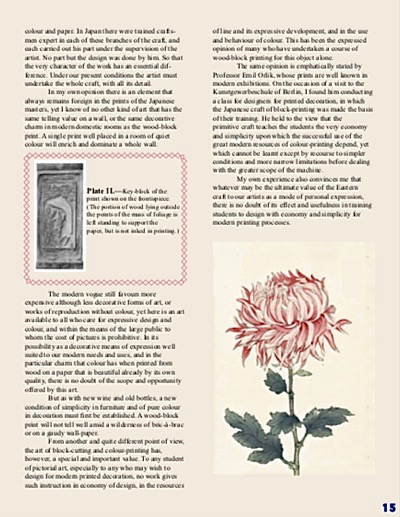 colour and paper. In Japan there were trained crafts-
men expert in each of these branches of the craft, and
each carried out his part under the supervision of the
artist. No part but the design was done by him. So that
the very character of the work has an essential dif-
ference. Under our present conditions the artist must
undertake the whole craft, with all its detail.
In my own opinion there is an element that
always remains foreign in the prints of the Japanese
masters, yet I know of no other kind of art that has the
same telling value on a wall, or the same decorative
charm in modern domestic rooms as the wood-block
print. A single print well placed in a room of quiet
colour will enrich and dominate a whole wall.
Plate II.—Key-block of the
print shown on the frontispiece.
(The portion of wood lying outside
the points of the mass of foliage is
left standing to support the
paper, but is not inked in printing.)
The modern vogue still favours more
expensive although less decorative forms of art, or
works of reproduction without colour, yet here is an art
available to all who care for expressive design and
colour, and within the means of the large public to
whom the cost of pictures is prohibitive. In its
possibility as a decorative means of expression well
suited to our modern needs and uses, and in the
particular charm that colour has when printed from
wood on a paper that is beautiful already by its own
quality, there is no doubt of the scope and opportunity
offered by this art.
But as with new wine and old bottles, a new
condition of simplicity in furniture and of pure colour
in decoration must first be established. A wood-block
print will not tell well amid a wilderness of bric-à-brac
or on a gaudy wall-paper.
From another and quite different point of view,
the art of block-cutting and colour-printing has,
however, a special and important value. To any student
of pictorial art, especially to any who may wish to
design for modern printed decoration, no work gives
such instruction in economy of design, in the resources
of line and its expressive development, and in the use
and behaviour of colour. This has been the expressed
opinion of many who have undertaken a course of
wood-block printing for this object alone.
The same opinion is emphatically stated by
Professor Emil Orlik, whose prints are well known in
modern exhibitions. On the occasion of a visit to the
Kunstgewerbeschule of Berlin, I found him conducting
a class for designers for printed decoration, in which
the Japanese craft of block-printing was made the basis
of their training. He held to the view that the
primitive craft teaches the students the very economy
and simplicity upon which the successful use of the
great modern resources of colour-printing depend, yet
which cannot be learnt except by recourse to simpler
conditions and more narrow limitations before dealing
with the greater scope of the machine.
My own experience also convinces me that
whatever may be the ultimate value of the Eastern
craft to our artists as a mode of personal expression,
there is no doubt of its effect and usefulness in training
students to design with economy and simplicity for
modern printing processes.
15